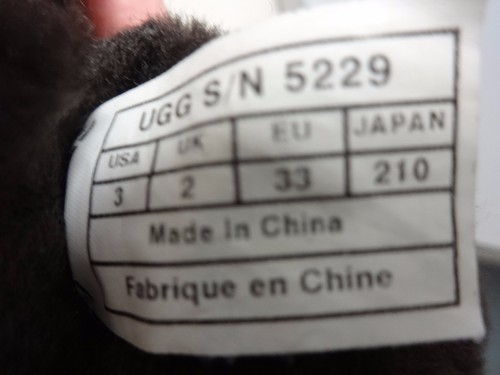 UGG S/N 5229
USA UK EU JAPAN
3 2 33 210
Made In China
Fabrique en Chine